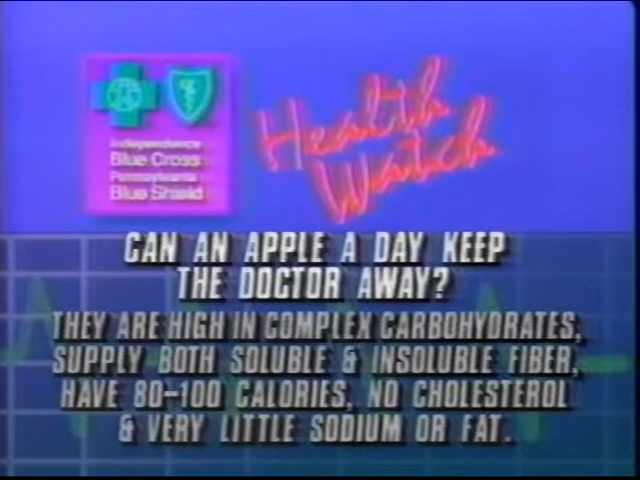 Independence
Blue Cross
Pennsylvania
Blue Shield
Health
Watch
CAN AN APPLE A DAY KEEP
THE DOCTOR AWAY?
THEY ARE HIGH IN COMPLEX CARBOHYDRATES,
SUPPLY BOTH SOLUBLE & INSOLUBLE FIBER,
HAVE 80-100 CALORIES, NO CHOLESTEROL
& VERY LITTLE SODIUM OR FAT.